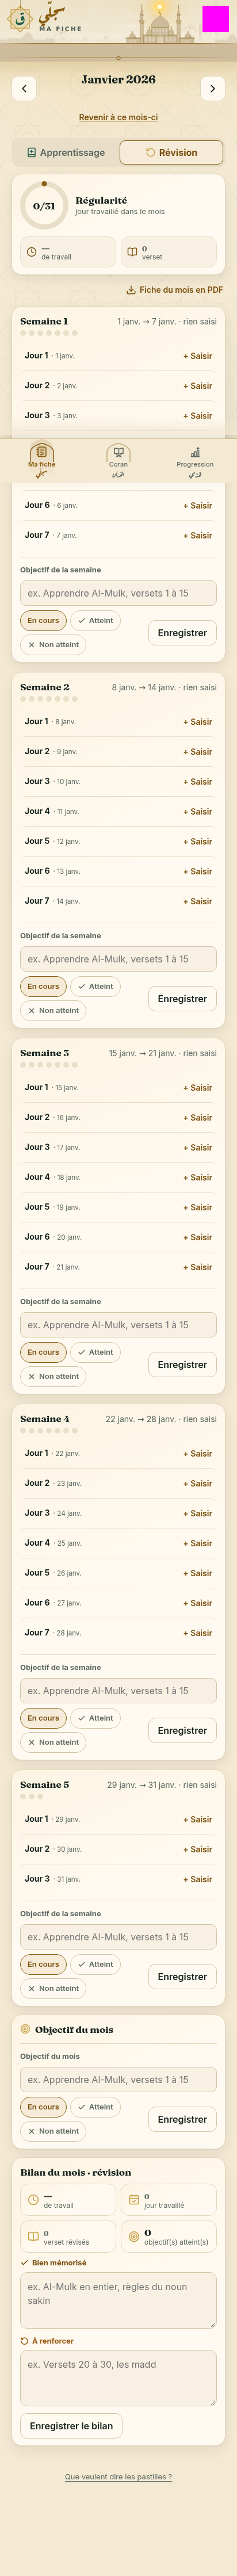 سجلّي
MA FICHE
Janvier 2026
Revenir à ce mois-ci
Apprentissage
Révision
0/31
Régularité
jour travaillé dans le mois
—
de travail
0
verset
Fiche du mois en PDF
Semaine 1
1 janv. → 7 janv. · rien saisi
Jour 1 · 1 janv.
+ Saisir
Jour 2 · 2 janv.
+ Saisir
Jour 3 · 3 janv.
+ Saisir
Ma fiche
سجلّي
Coran
القرآن
Progression
Jour 6 · 6 janv.
+ Saisir
Jour 7 · 7 janv.
+ Saisir
Objectif de la semaine
ex. Apprendre Al-Mulk, versets 1 à 15
En cours
Atteint
Non atteint
Enregistrer
Semaine 2
8 janv. → 14 janv. · rien saisi
Jour 1 · 8 janv.
+ Saisir
Jour 2 · 9 janv.
+ Saisir
Jour 3 · 10 janv.
+ Saisir
Jour 4 · 11 janv.
+ Saisir
Jour 5 · 12 janv.
+ Saisir
Jour 6 · 13 janv.
+ Saisir
Jour 7 · 14 janv.
+ Saisir
Objectif de la semaine
ex. Apprendre Al-Mulk, versets 1 à 15
En cours
Atteint
Non atteint
Enregistrer
Semaine 3
15 janv. → 21 janv. · rien saisi
Jour 1 · 15 janv.
+ Saisir
Jour 2 · 16 janv.
+ Saisir
Jour 3 · 17 janv.
+ Saisir
Jour 4 · 18 janv.
+ Saisir
Jour 5 · 19 janv.
+ Saisir
Jour 6 · 20 janv.
+ Saisir
Jour 7 · 21 janv.
+ Saisir
Objectif de la semaine
ex. Apprendre Al-Mulk, versets 1 à 15
En cours
Atteint
Non atteint
Enregistrer
Semaine 4
22 janv. → 28 janv. · rien saisi
Jour 1 · 22 janv.
+ Saisir
Jour 2 · 23 janv.
+ Saisir
Jour 3 · 24 janv.
+ Saisir
Jour 4 · 25 janv.
+ Saisir
Jour 5 · 26 janv.
+ Saisir
Jour 6 · 27 janv.
+ Saisir
Jour 7 · 28 janv.
+ Saisir
Objectif de la semaine
ex. Apprendre Al-Mulk, versets 1 à 15
En cours
Atteint
Non atteint
Enregistrer
Semaine 5
29 janv. → 31 janv. · rien saisi
Jour 1 · 29 janv.
+ Saisir
Jour 2 · 30 janv.
+ Saisir
Jour 3 · 31 janv.
+ Saisir
Objectif de la semaine
ex. Apprendre Al-Mulk, versets 1 à 15
En cours
Atteint
Non atteint
Enregistrer
Objectif du mois
Objectif du mois
ex. Apprendre Al-Mulk, versets 1 à 15
En cours
Atteint
Non atteint
Enregistrer
Bilan du mois · révision
—
de travail
0
jour travaillé
0
verset révisés
0
objectif(s) atteint(s)
Bien mémorisé
ex. Al-Mulk en entier, règles du noun
sakin
À renforcer
ex. Versets 20 à 30, les madd
Enregistrer le bilan
Que veulent dire les pastilles ?